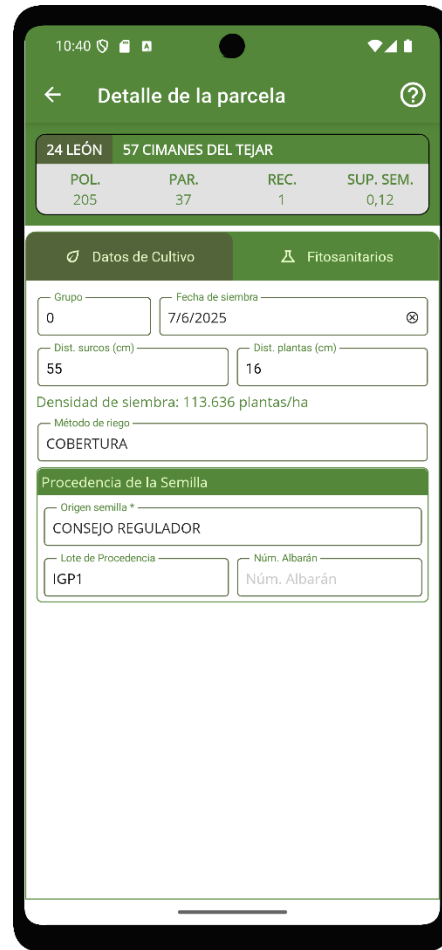 10:40
Detalle de la parcela
24 LEÓN 57 CIMANES DEL TEJAR
POL. PAR. REC. SUP. SEM.
205 37 1 0,12
Datos de Cultivo Fitosanitarios
Grupo Fecha de siembra
0 7/6/2025
Dist. surcos (cm) Dist. plantas (cm)
55 16
Densidad de siembra: 113.636 plantas/ha
Método de riego
COBERTURA
Procedencia de la Semilla
Origen semilla *
CONSEJO REGULADOR
Lote de Procedencia Núm. Albarán
IGP1 Núm. Albarán